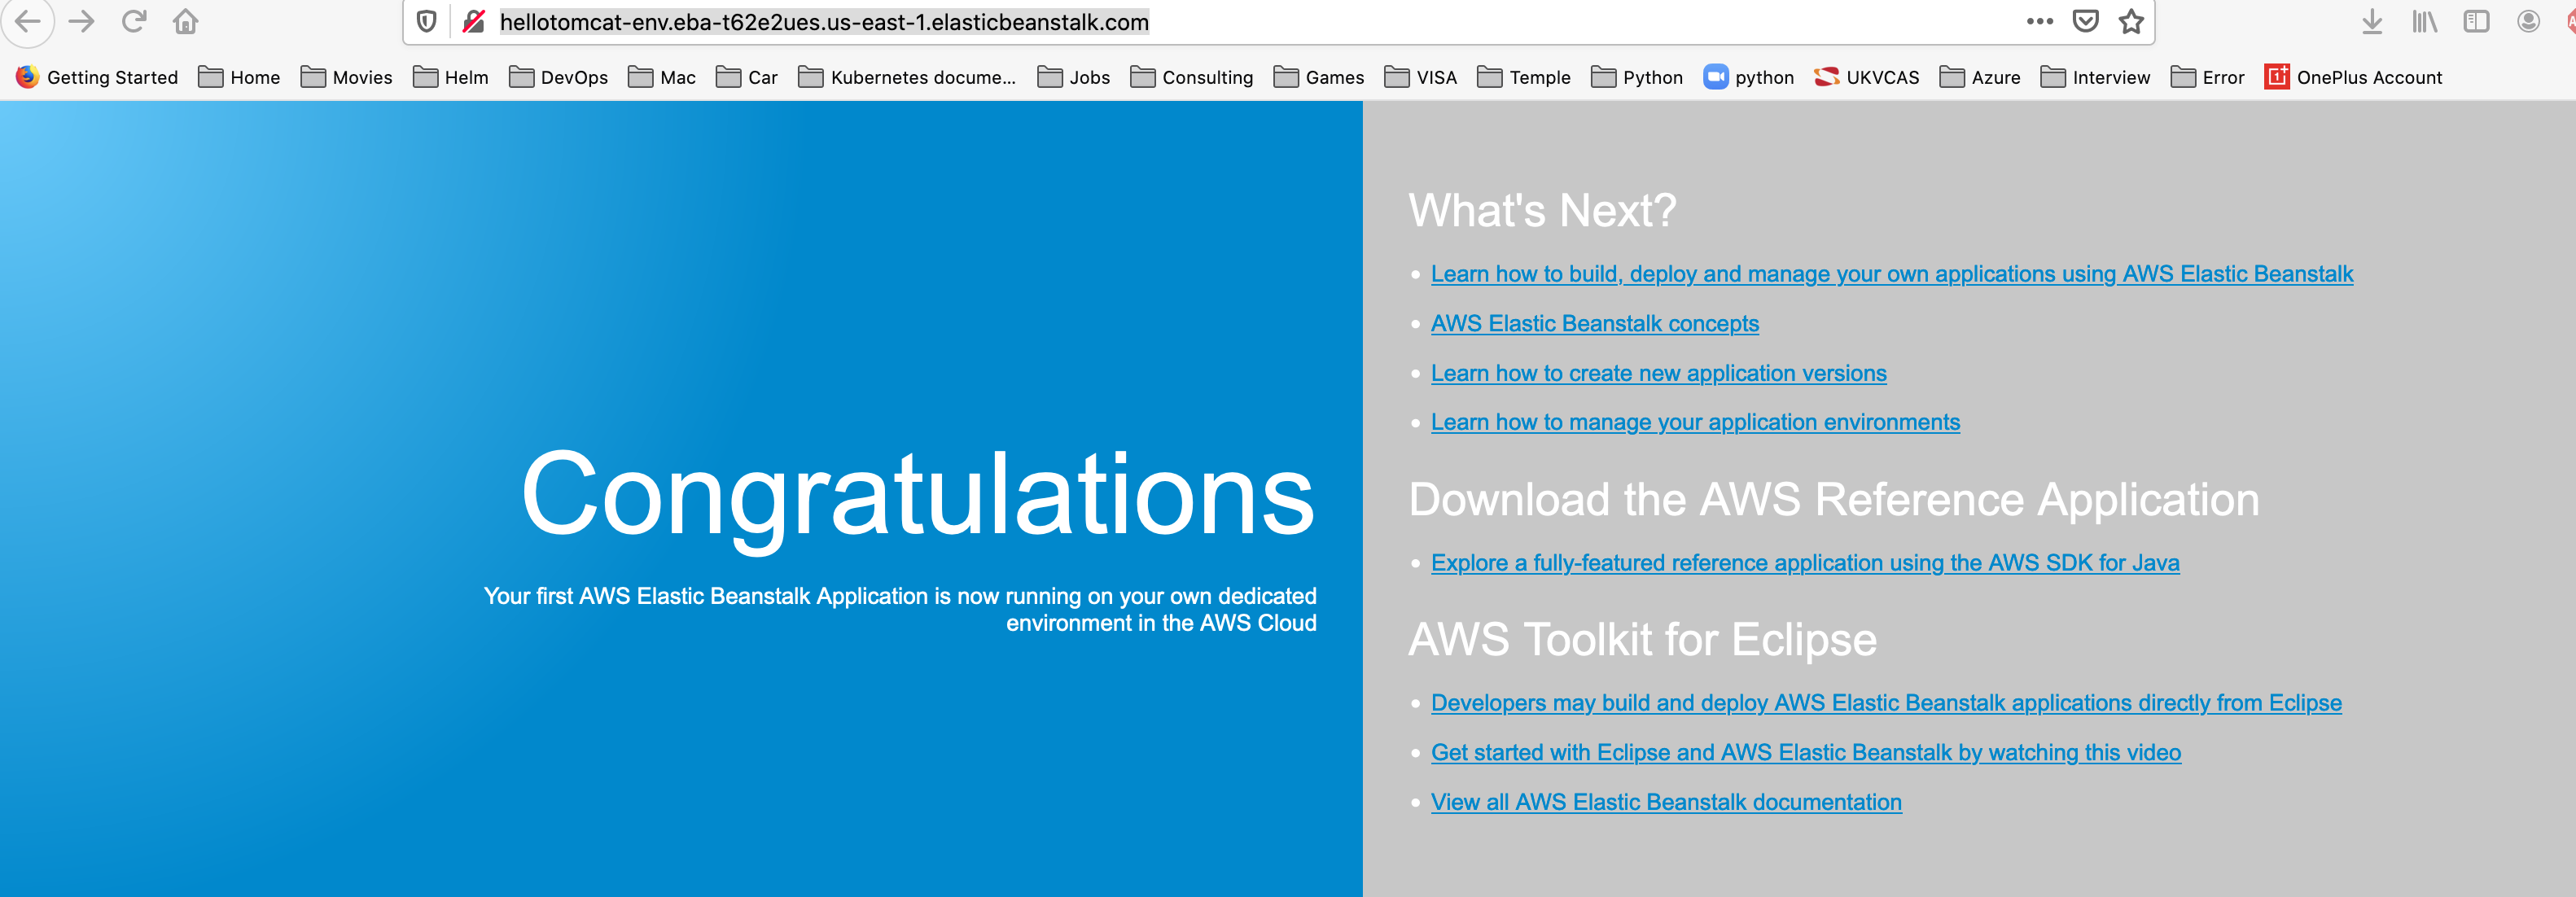 hellotomcat-env.eba-t62e2ues.us-east-1.elasticbeanstalk.com
Getting Started Home Movies Helm DevOps Mac Car Kubernetes docume... Jobs Consulting Games VISA Temple Python python UKVCAS Azure Interview Error OnePlus Account
Congratulations
Your first AWS Elastic Beanstalk Application is now running on your own dedicated
environment in the AWS Cloud
What's Next?
Learn how to build, deploy and manage your own applications using AWS Elastic Beanstalk
AWS Elastic Beanstalk concepts
Learn how to create new application versions
Learn how to manage your application environments
Download the AWS Reference Application
Explore a fully-featured reference application using the AWS SDK for Java
AWS Toolkit for Eclipse
Developers may build and deploy AWS Elastic Beanstalk applications directly from Eclipse
Get started with Eclipse and AWS Elastic Beanstalk by watching this video
View all AWS Elastic Beanstalk documentation